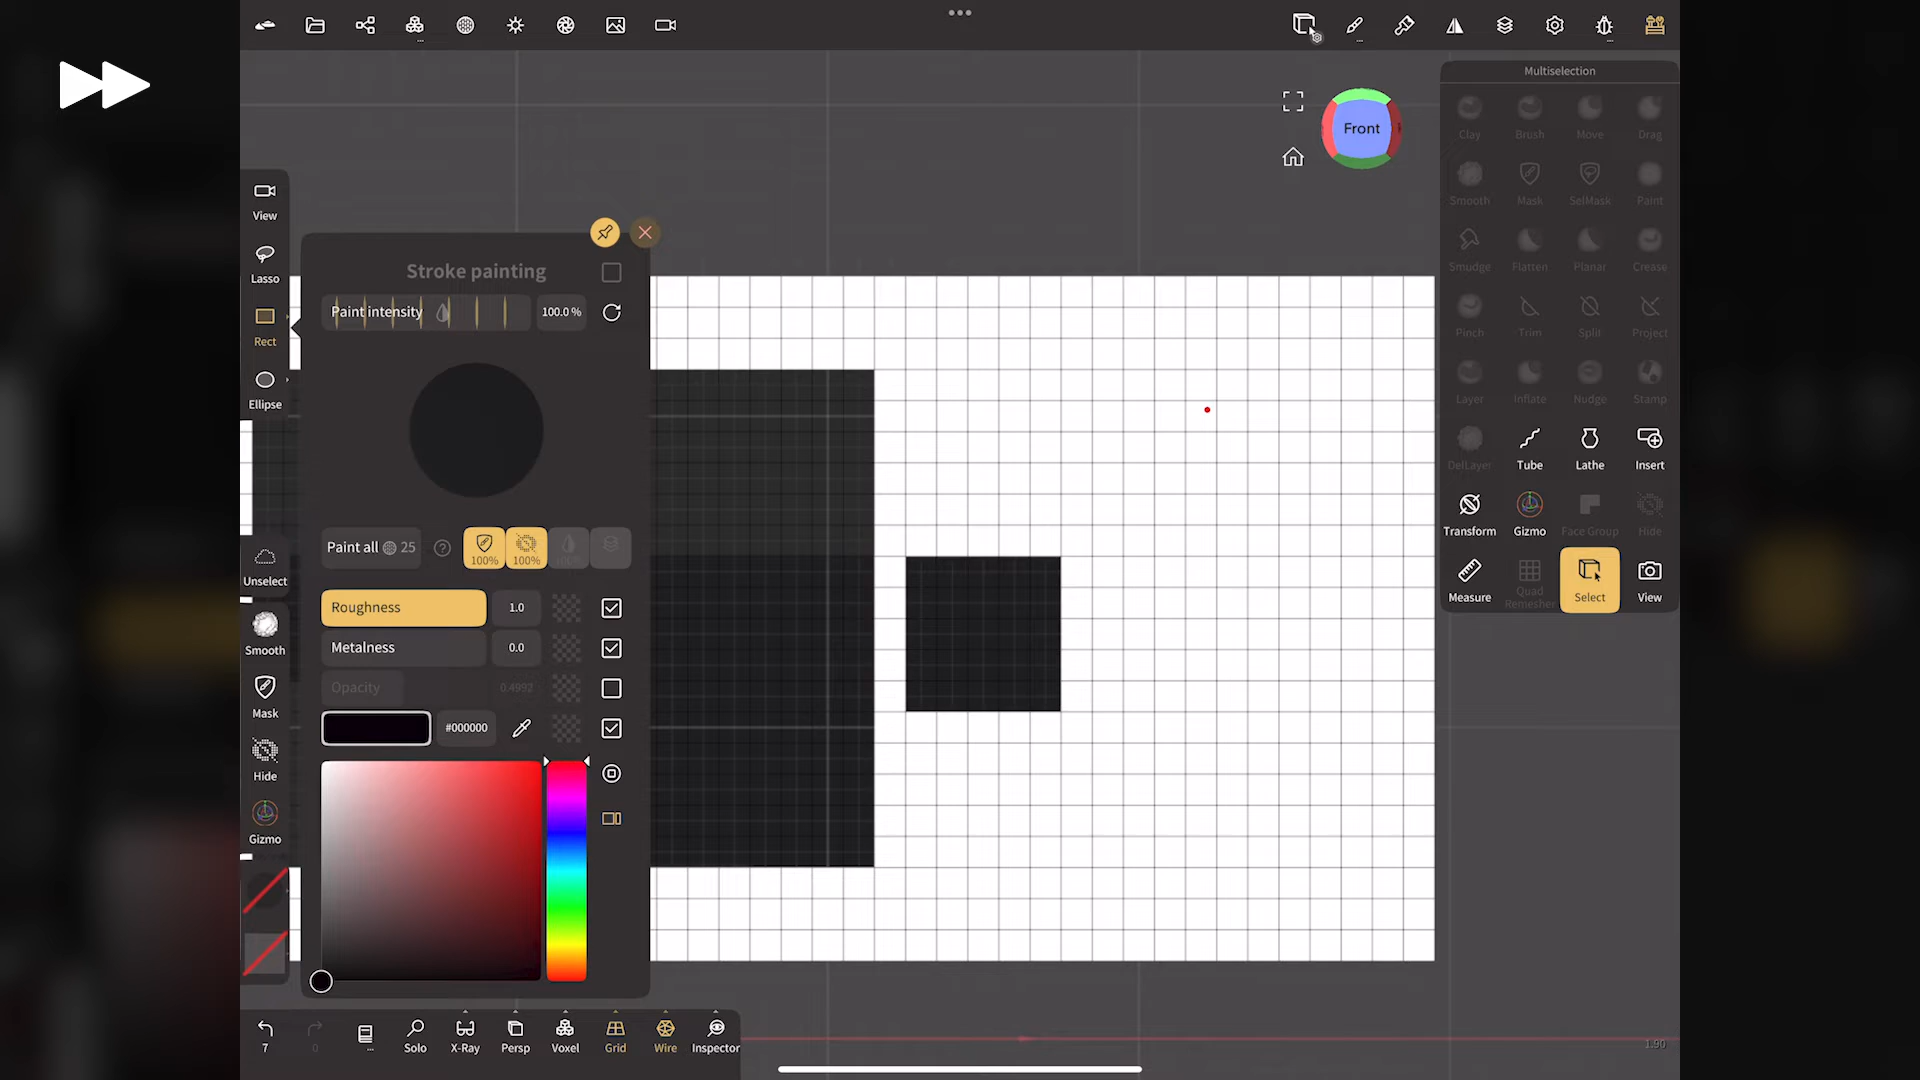 Multiselection
Clay
Brush
Move
Drag
Front
Smooth
Mask
SelMask
Paint
View
Lasso
Rect
Ellipse
Unselect
Smooth
Mask
Hide
Gizmo
Stroke painting
Paint intensity
100.0 %
Paint all 25
100%
100%
Roughness
1.0
Metalness
0.0
Opacity
0.4992
#000000
Smudge
Flatten
Planar
Crease
Pinch
Trim
Split
Project
Layer
Inflate
Nudge
Stamp
DelLayer
Tube
Lathe
Insert
Transform
Gizmo
Face Group
Hide
Measure
Quad
Remesher
Select
View
7
0
Solo
X-Ray
Persp
Voxel
Grid
Wire
Inspector
1.90